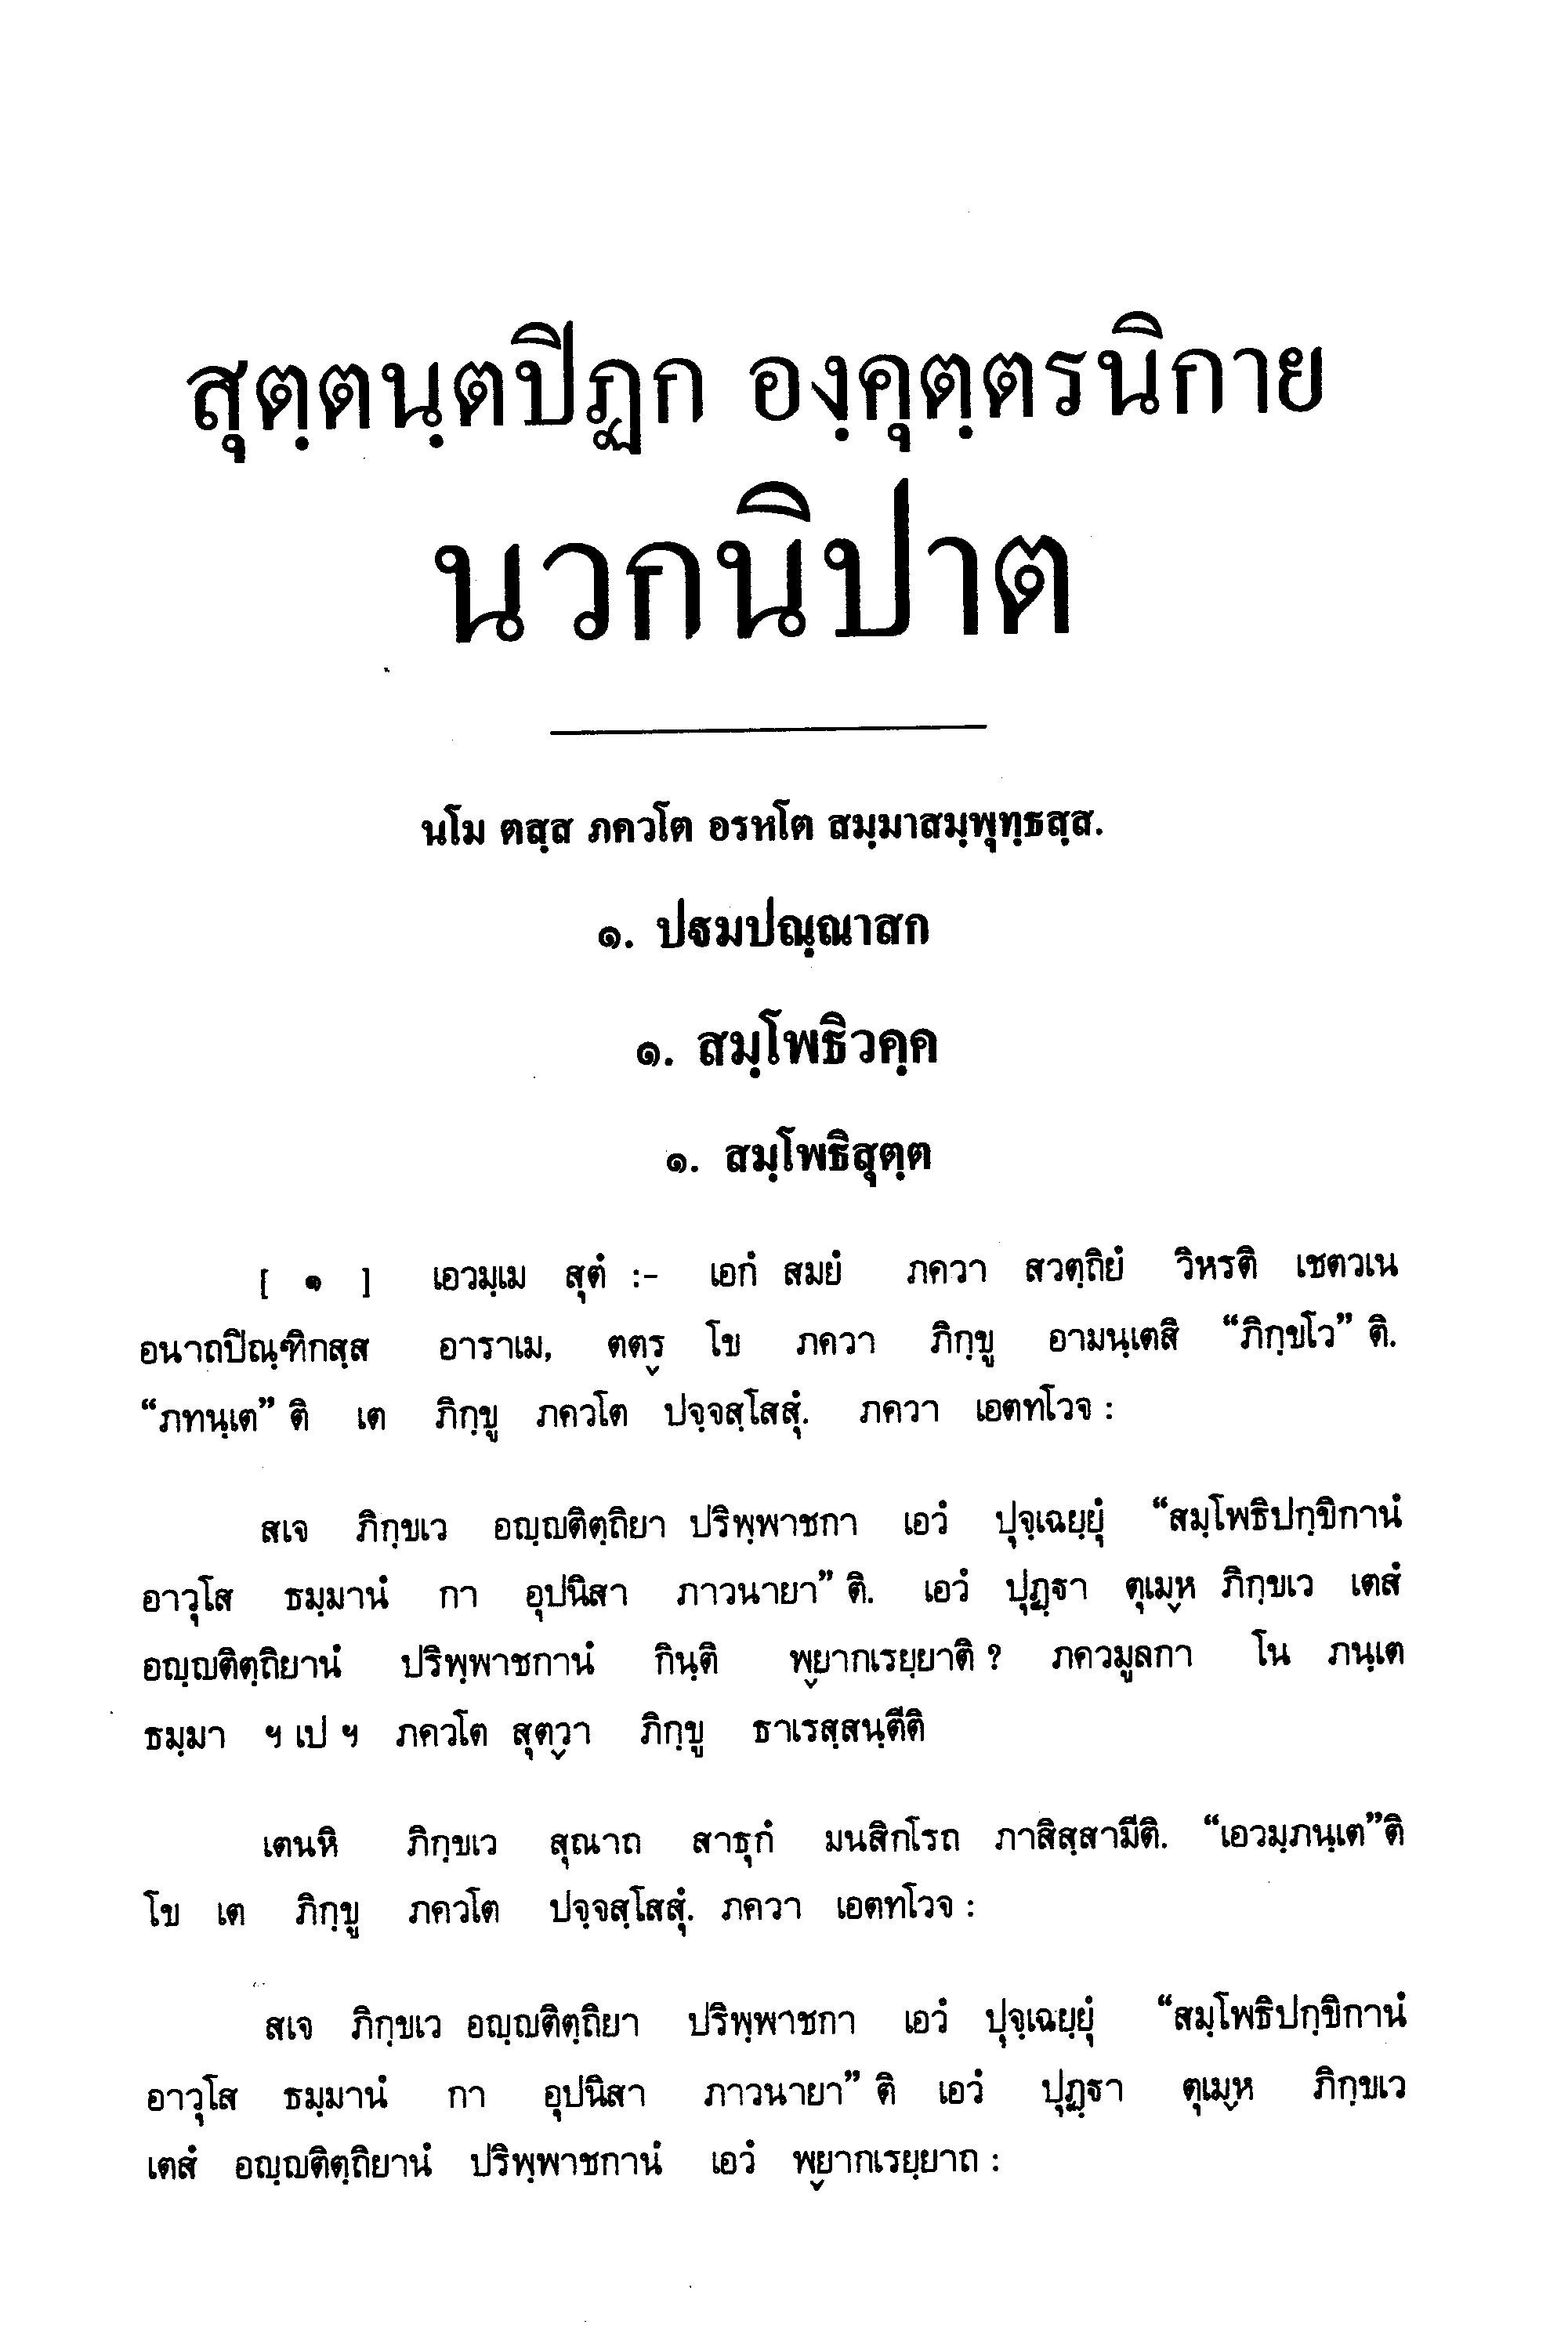 สุตฺตนฺตปิฏก องฺคุตฺตรนิกาย
นวกนิปาต
นโม ตสฺส ภควโต อรหโต สมฺมาสมฺพุทฺธสฺส.
๑. ปฐมปณฺณาสก
๑. สมฺโพธิวคฺค
๑. สมฺโพธิสุตฺต
[ ๑ ] เอวมฺเม สุตํ :- เอกํ สมยํ ภควา สวตฺถิยํ วิหรติ เชตวเน
อนาถปิณฺฑิกสฺส อาราเม, ตตฺร โข ภควา ภิกฺขู อามนฺเตสิ “ภิกฺขโว” ติ.
“ภทนฺเต” ติ เต ภิกฺขู ภควโต ปจฺจสฺโสสุํ. ภควา เอตทโวจ :
สเจ ภิกฺขเว อญฺญติตฺถิยา ปริพฺพาชกา เอวํ ปุจฺเฉยฺยุํ “สมฺโพธิปกฺขิกานํ
อาวุโส ธมฺมานํ กา อุปนิสา ภาวนายา” ติ. เอวํ ปุฏฺฐา ตุเมฺห ภิกฺขเว เตสํ
อญฺญติตฺถิยานํ ปริพฺพาชกานํ กินฺติ พฺยากเรยฺยาติ ? ภควมูลกา โน ภนฺเต
ธมฺมา ฯ เป ฯ ภควโต สุตฺวา ภิกฺขู ธาเรสฺสนฺตีติ
เตนหิ ภิกฺขเว สุณาถ สาธุกํ มนสิกโรถ ภาสิสฺสามีติ. “เอวมฺภนฺเต”ติ
โข เต ภิกฺขู ภควโต ปจฺจสฺโสสุํ. ภควา เอตทโวจ :
สเจ ภิกฺขเว อญฺญติตฺถิยา ปริพฺพาชกา เอวํ ปุจฺเฉยฺยุํ “สมฺโพธิปกฺขิกานํ
อาวุโส ธมฺมานํ กา อุปนิสา ภาวนายา” ติ เอวํ ปุฏฺฐา ตุเมฺห ภิกฺขเว
เตสํ อญฺญติตฺถิยานํ ปริพฺพาชกานํ เอวํ พฺยากเรยฺยาถ :